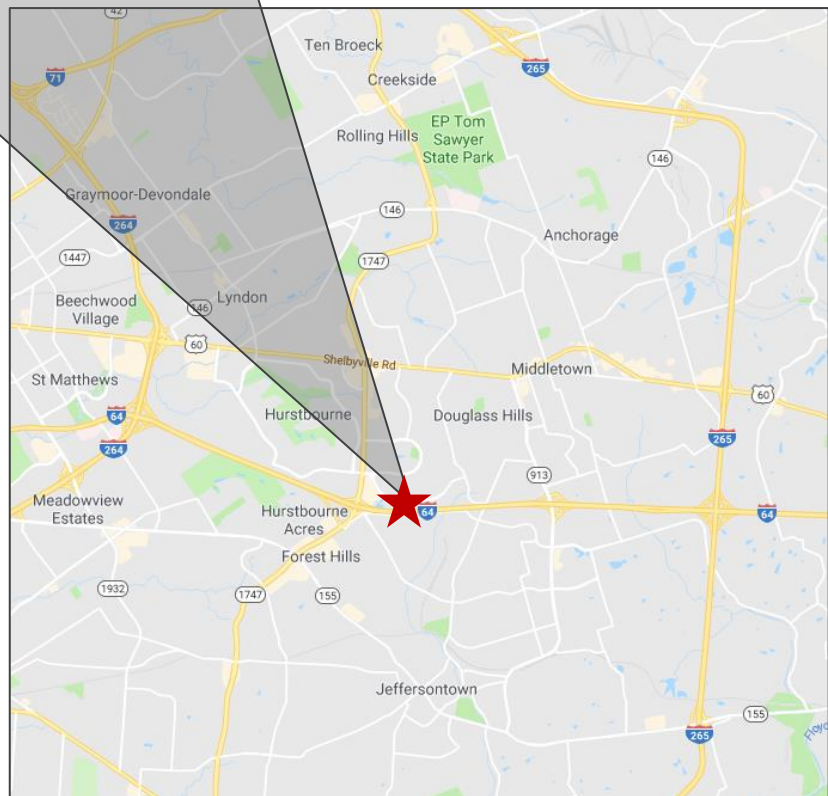 42
Ten Broeck
71
265
Creekside
EP Tom
Sawyer
State Park
Rolling Hills
146
Graymoor-Devondale
146
264
Anchorage
1447
1747
Beechwood
Village
Lyndon
146
60
Shelbyville Rd
St Matthews
Middletown
60
64
Hurstbourne
Douglass Hills
265
264
913
Meadowview
Estates
Hurstbourne
Acres
64
64
Forest Hills
1932
1747
155
Jeffersontown
155
265